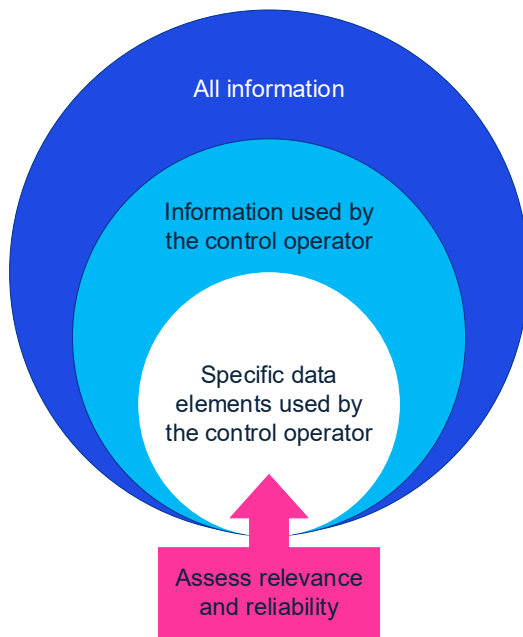 All information
Information used by
the control operator
Specific data
elements used by
the control operator
Assess relevance
and reliability